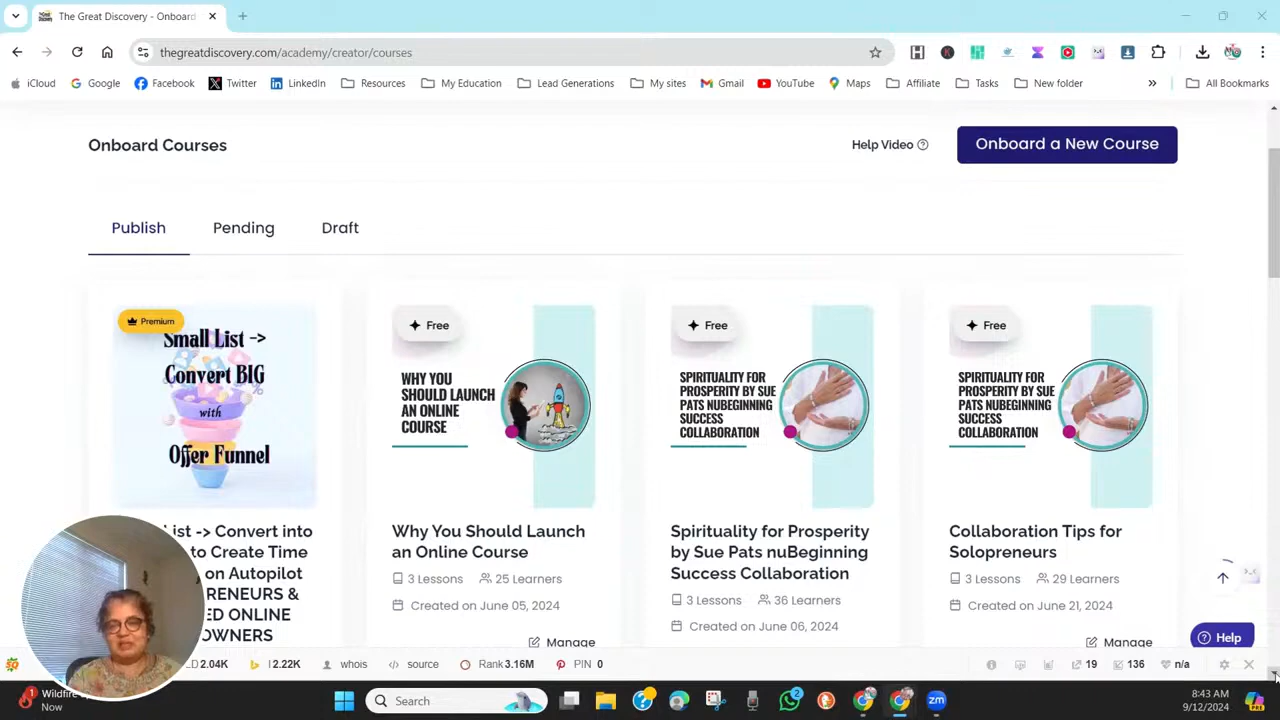 The Great Discovery - Onboard
thegreatdiscovery.com/academy/creator/courses
iCloud
Google
Facebook
Twitter
LinkedIn
Resources
My Education
Lead Generations
My sites
Gmail
YouTube
Maps
Affiliate
Tasks
New folder
All Bookmarks
Onboard Courses
Help Video
Onboard a New Course
Publish
Pending
Draft
Premium
Small List ->
Convert BIG
with
Offer Funnel
ist -> Convert into
to Create Time
on Autopilot
RENEURS &
ED ONLINE
OWNERS
Free
WHY YOU
SHOULD LAUNCH
AN ONLINE
COURSE
Why You Should Launch
an Online Course
3 Lessons
25 Learners
Created on June 05, 2024
Manage
Free
SPIRITUALITY FOR
PROSPERITY BY SUE
PATS NUBEGINNING
SUCCESS
COLLABORATION
Spirituality for Prosperity
by Sue Pats nuBeginning
Success Collaboration
3 Lessons
36 Learners
Created on June 06, 2024
Free
SPIRITUALITY FOR
PROSPERITY BY SUE
PATS NUBEGINNING
SUCCESS
COLLABORATION
Collaboration Tips for
Solopreneurs
3 Lessons
29 Learners
Created on June 21, 2024
Manage
Help
2.04K
1.22K
whois
source
Rank 3.16M
PIN 0
19
136
n/a
Wildfire
Now
Search
2
8:43 AM
9/12/2024